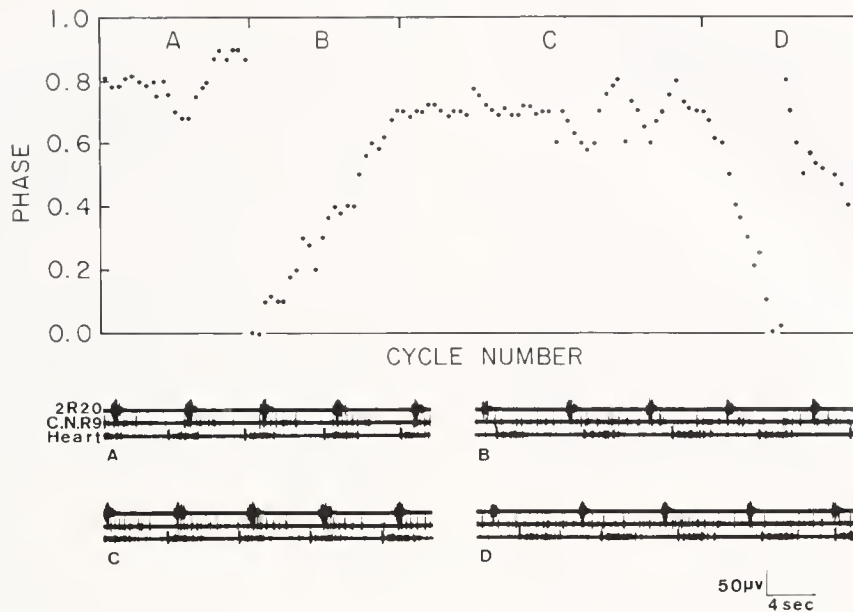 1.0
0.8
0.6
0.4
0.2
0.0
PHASE
A B C D
CYCLE NUMBER
2R20
C.N.R9
Heart
A
B
C
D
50μv
4 sec